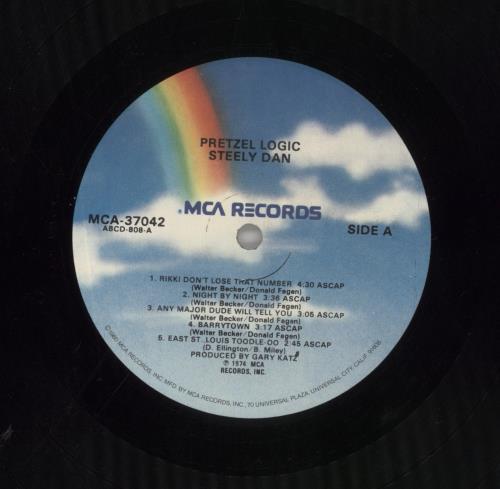 PRETZEL LOGIC
STEELY DAN
MCA RECORDS
MCA-37042
ABCD-808-A
SIDE A
1. RIKKI DON'T LOSE THAT NUMBER 4:30 ASCAP
(Walter Becker/Donald Fagen)
2. NIGHT BY NIGHT 3:36 ASCAP
(Walter Becker/Donald Fagen)
3. ANY MAJOR DUDE WILL TELL YOU 3:05 ASCAP
(Walter Becker/Donald Fagen)
4. BARRYTOWN 3:17 ASCAP
(Walter Becker/Donald Fagen)
5. EAST ST. LOUIS TOODLE-OO 2:45 ASCAP
(D. Ellington/B. Miley)
PRODUCED BY GARY KATZ
℗ 1974 MCA
RECORDS, INC.
©1980 MCA RECORDS, INC. MFG. BY MCA RECORDS, INC., 70 UNIVERSAL PLAZA, UNIVERSAL CITY, CALIF. 91608